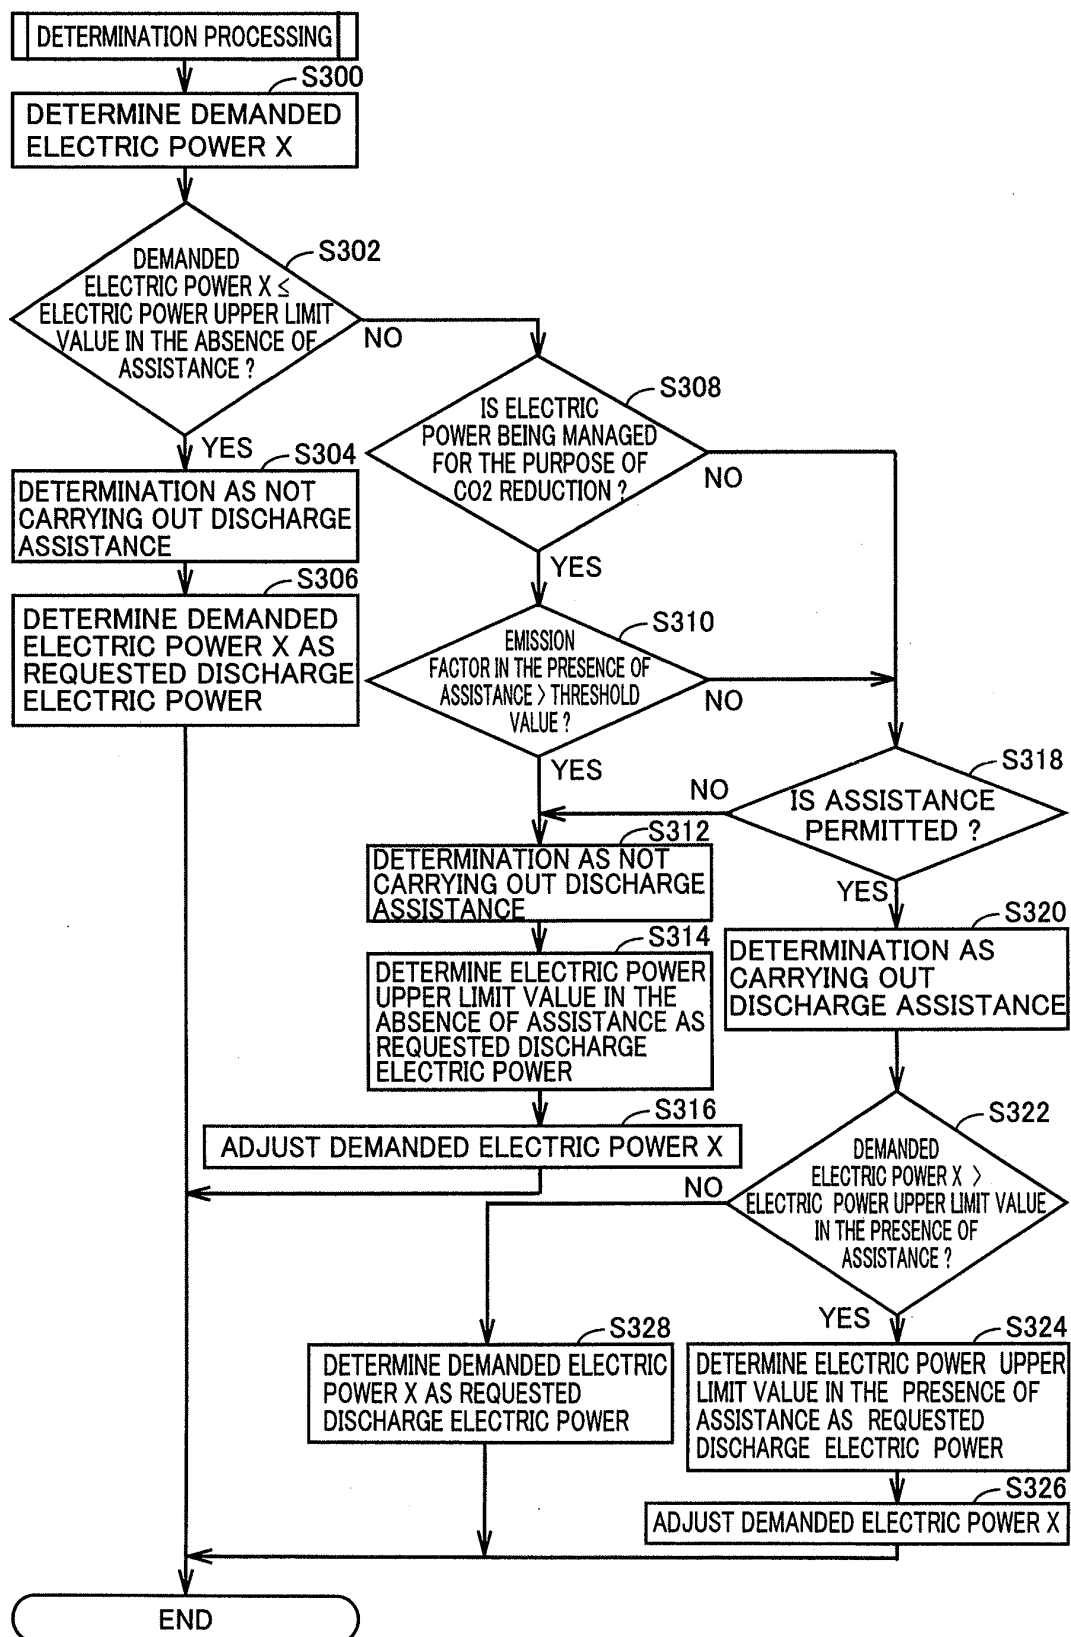 DETERMINATION PROCESSING
S300
DETERMINE DEMANDED
ELECTRIC POWER X
S302
DEMANDED
ELECTRIC POWER X ≤
ELECTRIC POWER UPPER LIMIT
VALUE IN THE ABSENCE OF
ASSISTANCE ?
NO
YES
S304
DETERMINATION AS NOT
CARRYING OUT DISCHARGE
ASSISTANCE
S306
DETERMINE DEMANDED
ELECTRIC POWER X AS
REQUESTED DISCHARGE
ELECTRIC POWER
S308
IS ELECTRIC
POWER BEING MANAGED
FOR THE PURPOSE OF
CO2 REDUCTION ?
NO
YES
S310
EMISSION
FACTOR IN THE PRESENCE OF
ASSISTANCE > THRESHOLD
VALUE ?
NO
YES
S318
IS ASSISTANCE
PERMITTED ?
NO
YES
S312
DETERMINATION AS NOT
CARRYING OUT DISCHARGE
ASSISTANCE
S314
DETERMINE ELECTRIC POWER
UPPER LIMIT VALUE IN THE
ABSENCE OF ASSISTANCE AS
REQUESTED DISCHARGE
ELECTRIC POWER
S316
ADJUST DEMANDED ELECTRIC POWER X
S320
DETERMINATION AS
CARRYING OUT
DISCHARGE ASSISTANCE
S322
DEMANDED
ELECTRIC POWER X >
ELECTRIC POWER UPPER LIMIT VALUE
IN THE PRESENCE OF
ASSISTANCE ?
NO
YES
S328
DETERMINE DEMANDED ELECTRIC
POWER X AS REQUESTED
DISCHARGE ELECTRIC POWER
S324
DETERMINE ELECTRIC POWER UPPER
LIMIT VALUE IN THE PRESENCE OF
ASSISTANCE AS REQUESTED
DISCHARGE ELECTRIC POWER
S326
ADJUST DEMANDED ELECTRIC POWER X
END